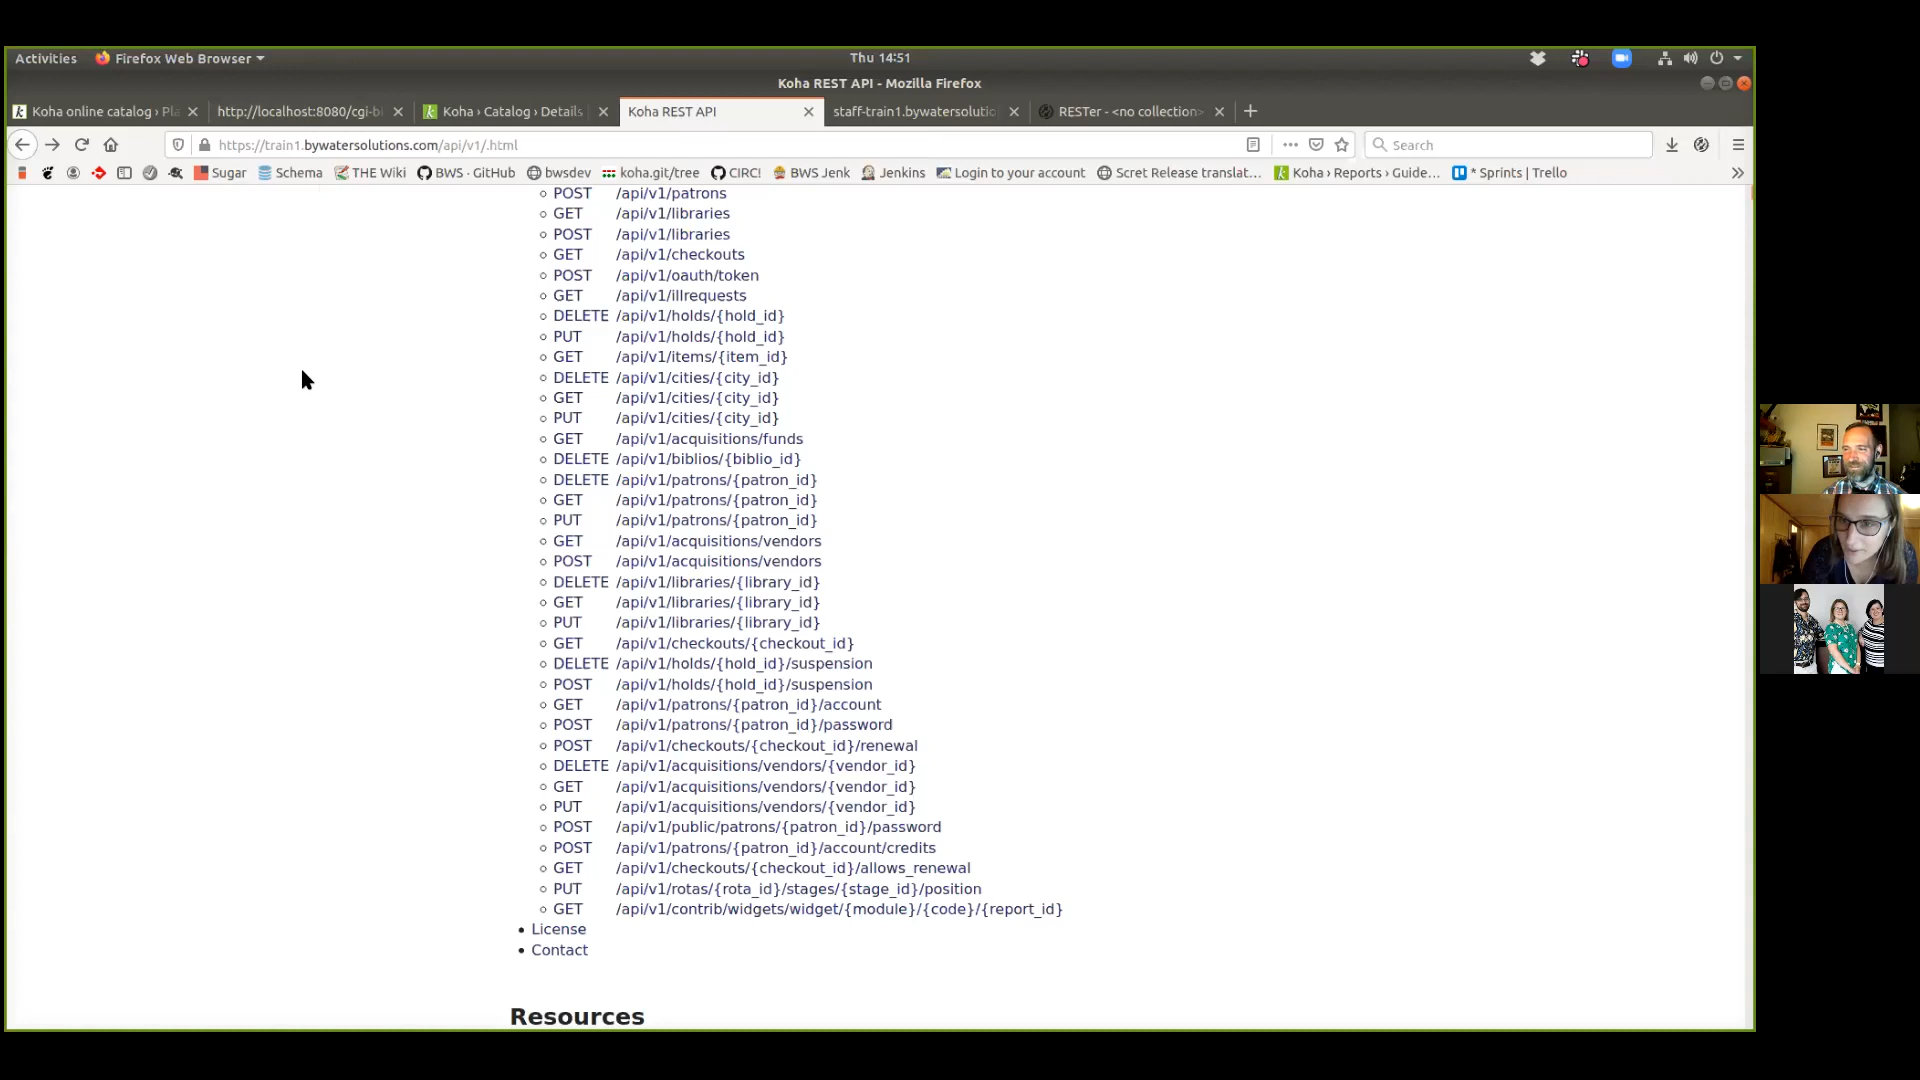 Activities Firefox Web Browser Thu 14:51
Koha REST API - Mozilla Firefox
Koha online catalog › Pla http://localhost:8080/cgi-bi Koha › Catalog › Details Koha REST API staff-train1.bywatersolutio RESTer - <no collection>
https://train1.bywatersolutions.com/api/v1/.html Search
Sugar Schema THE Wiki BWS - GitHub bwsdev koha.git/tree CIRC! BWS Jenk Jenkins Login to your account Scret Release translat... Koha › Reports › Guide... * Sprints | Trello
POST /api/v1/patrons
GET /api/v1/libraries
POST /api/v1/libraries
GET /api/v1/checkouts
POST /api/v1/oauth/token
GET /api/v1/illrequests
DELETE /api/v1/holds/{hold_id}
PUT /api/v1/holds/{hold_id}
GET /api/v1/items/{item_id}
DELETE /api/v1/cities/{city_id}
GET /api/v1/cities/{city_id}
PUT /api/v1/cities/{city_id}
GET /api/v1/acquisitions/funds
DELETE /api/v1/biblios/{biblio_id}
DELETE /api/v1/patrons/{patron_id}
GET /api/v1/patrons/{patron_id}
PUT /api/v1/patrons/{patron_id}
GET /api/v1/acquisitions/vendors
POST /api/v1/acquisitions/vendors
DELETE /api/v1/libraries/{library_id}
GET /api/v1/libraries/{library_id}
PUT /api/v1/libraries/{library_id}
GET /api/v1/checkouts/{checkout_id}
DELETE /api/v1/holds/{hold_id}/suspension
POST /api/v1/holds/{hold_id}/suspension
GET /api/v1/patrons/{patron_id}/account
POST /api/v1/patrons/{patron_id}/password
POST /api/v1/checkouts/{checkout_id}/renewal
DELETE /api/v1/acquisitions/vendors/{vendor_id}
GET /api/v1/acquisitions/vendors/{vendor_id}
PUT /api/v1/acquisitions/vendors/{vendor_id}
POST /api/v1/public/patrons/{patron_id}/password
POST /api/v1/patrons/{patron_id}/account/credits
GET /api/v1/checkouts/{checkout_id}/allows_renewal
PUT /api/v1/rotas/{rota_id}/stages/{stage_id}/position
GET /api/v1/contrib/widgets/widget/{module}/{code}/{report_id}
License
Contact
Resources